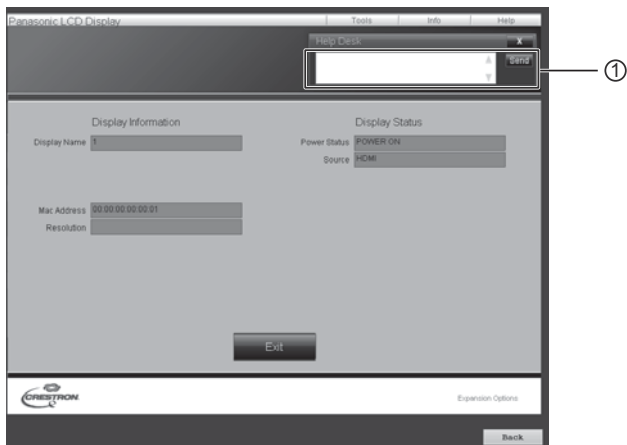 Panasonic LCD Display
Tools Info Help
Help Desk X
Send
①
Display Information Display Status
Display Name 1 Power Status POWER ON
Source HDMI
Mac Address 00:00:00:00:00:01
Resolution
Exit
CRESTRON Expansion Options
Back